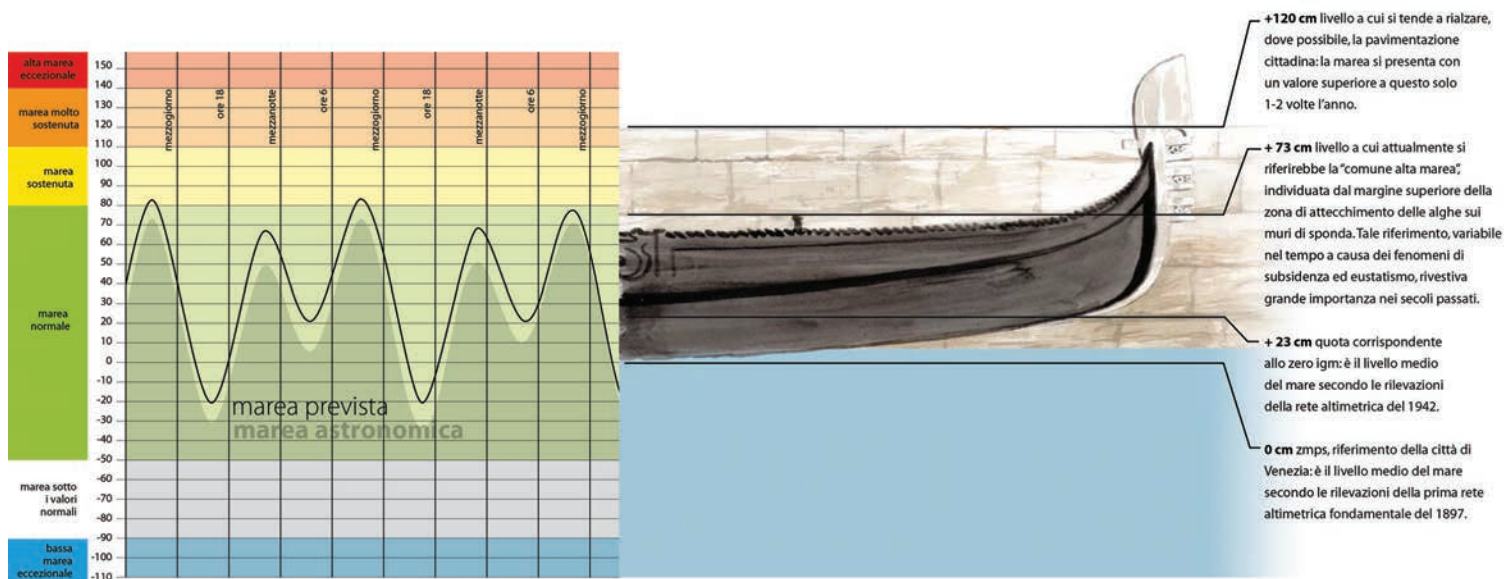 alta marea
eccezionale
marea molto
sostenuta
marea
sostenuta
marea
normale
marea sotto
i valori
normali
bassa
marea
eccezionale
150
140
130
120
110
100
90
80
70
60
50
40
30
20
10
0
-10
-20
-30
-40
-50
-60
-70
-80
-90
-100
-110
mezzogiorno
ore 18
mezzanotte
ore 6
mezzogiorno
ore 18
mezzanotte
ore 6
mezzogiorno
marea prevista
marea astronomica
+120 cm livello a cui si tende a rialzare,
dove possibile, la pavimentazione
cittadina: la marea si presenta con
un valore superiore a questo solo
1-2 volte l'anno.
+ 73 cm livello a cui attualmente si
riferirebbe la "comune alta marea",
individuata dal margine superiore della
zona di attecchimento delle alghe sui
muri di sponda. Tale riferimento, variabile
nel tempo a causa dei fenomeni di
subsidenza ed eustatismo, rivestiva
grande importanza nei secoli passati.
+ 23 cm quota corrispondente
allo zero igm: è il livello medio
del mare secondo le rilevazioni
della rete altimetrica del 1942.
0 cm zmps, riferimento della città di
Venezia: è il livello medio del mare
secondo le rilevazioni della prima rete
altimetrica fondamentale del 1897.